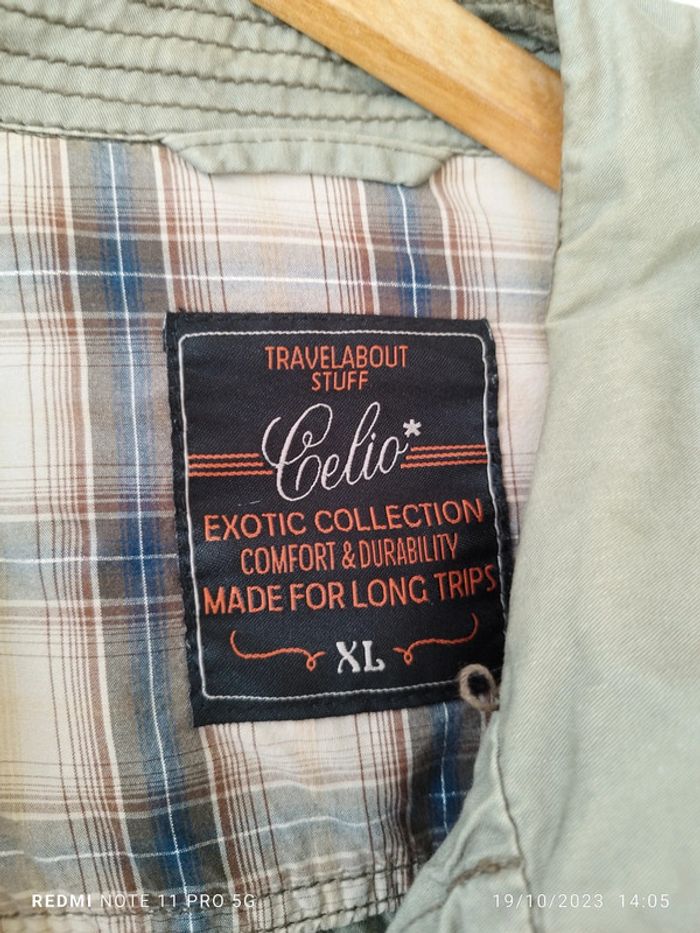 TRAVELABOUT
STUFF
Celio*
EXOTIC COLLECTION
COMFORT & DURABILITY
MADE FOR LONG TRIPS
XL
REDMI NOTE 11 PRO 5G
19/10/2023 14:05